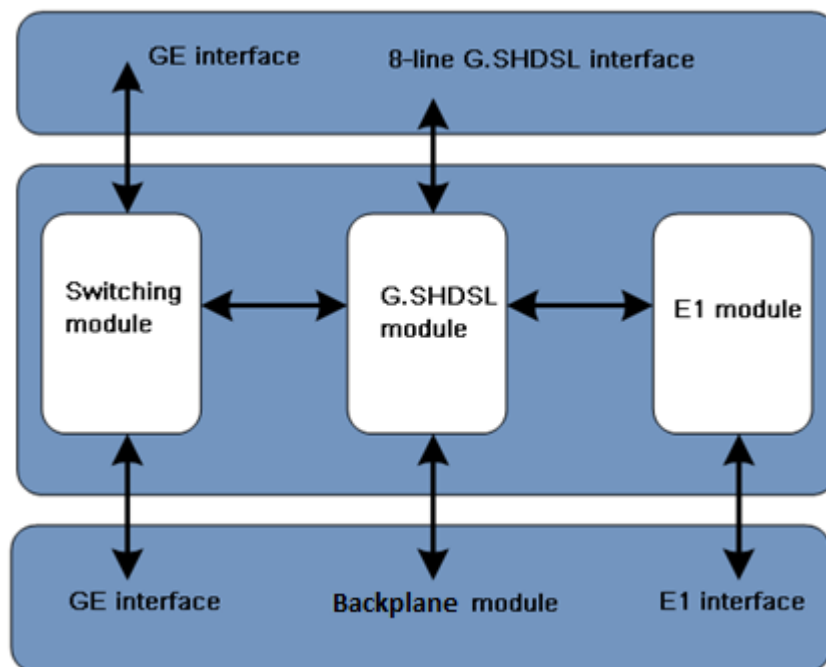 GE interface
8-line G.SHDSL interface
Switching
module
G.SHDSL
module
E1 module
GE interface
Backplane module
E1 interface